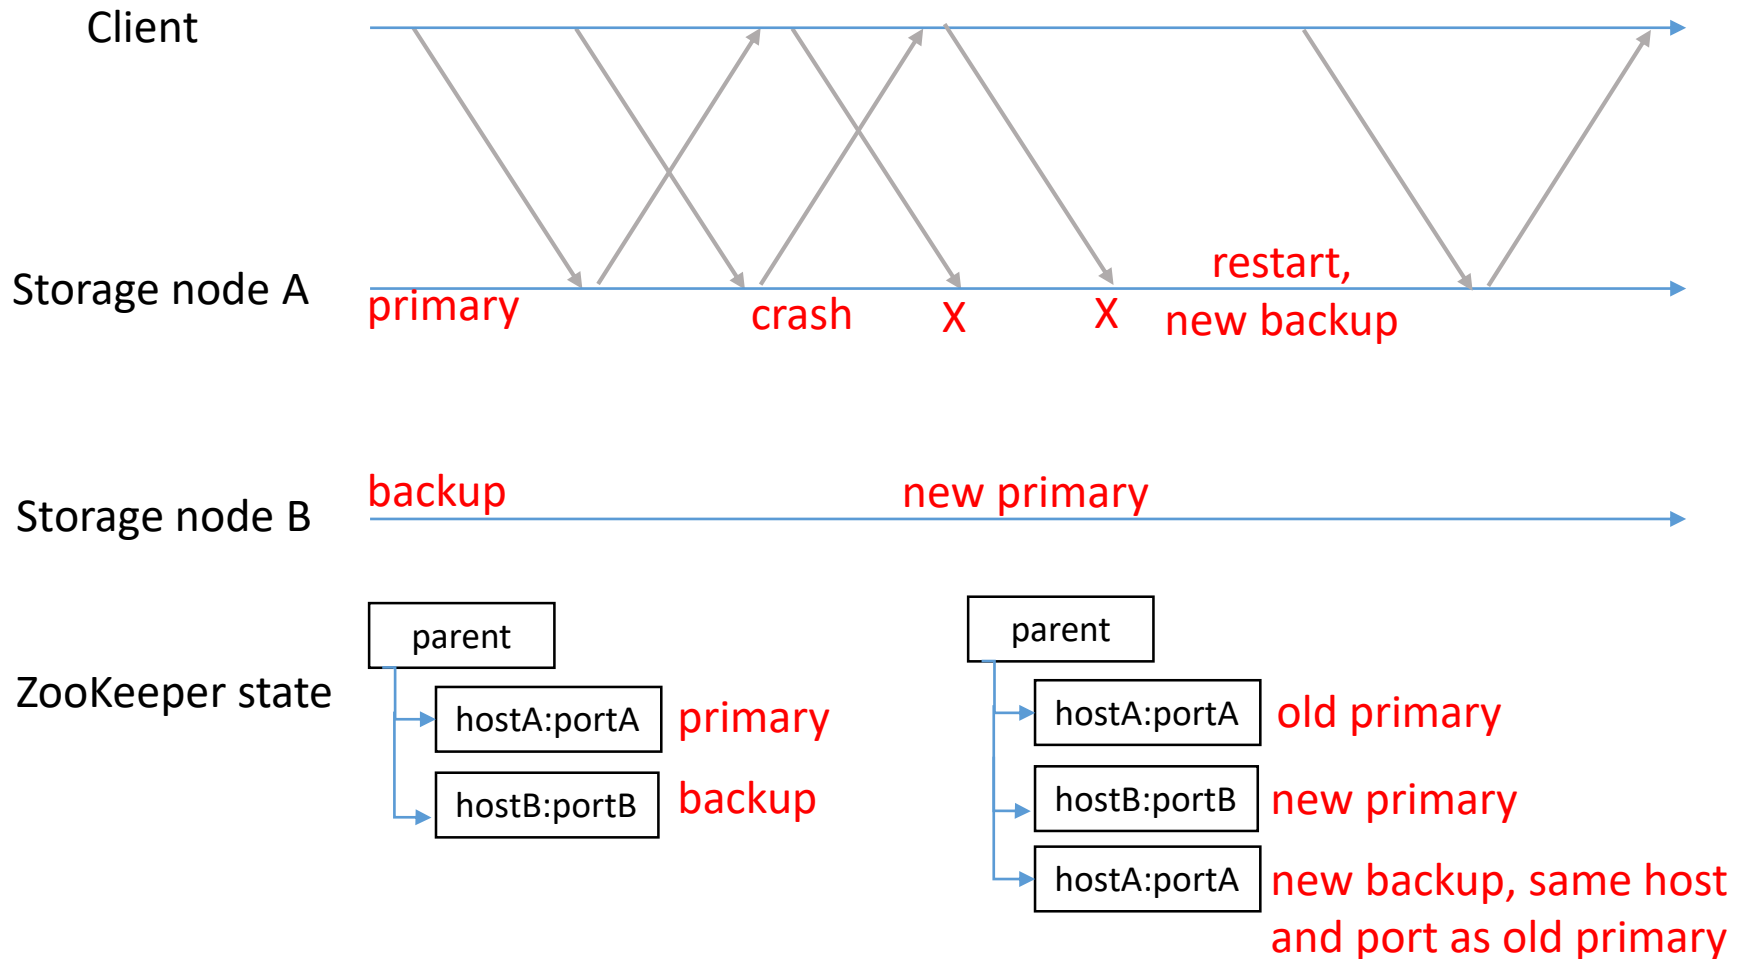 Client
Storage node A
primary
crash
X
X
restart,
new backup
Storage node B
backup
new primary
ZooKeeper state
parent
hostA:portA
primary
hostB:portB
backup
parent
hostA:portA
old primary
hostB:portB
new primary
hostA:portA
new backup, same host
and port as old primary